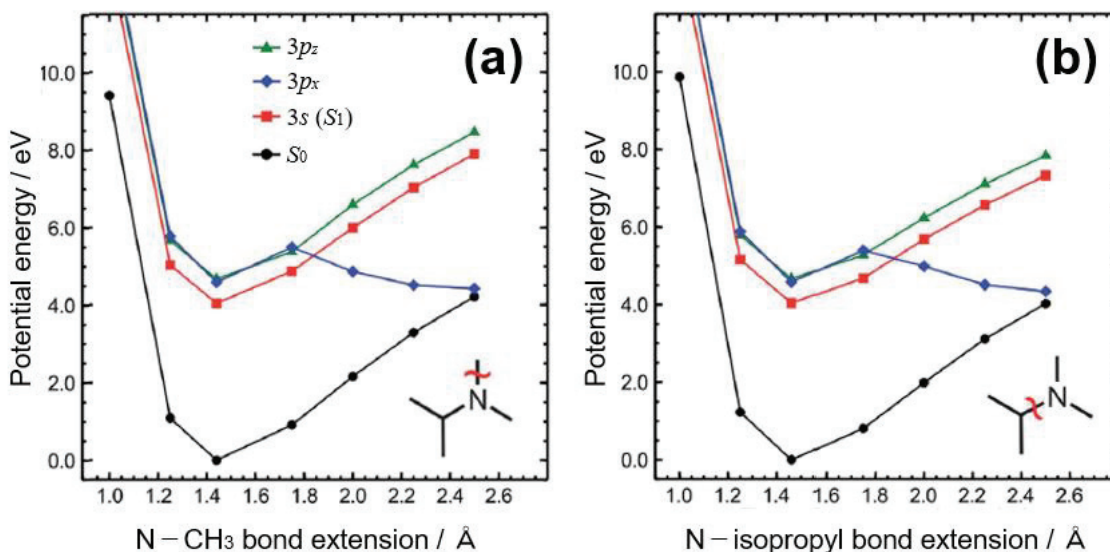 (a)
3pz
3px
3s (S1)
S0
Potential energy / eV
10.0
8.0
6.0
4.0
2.0
0.0
N
1.0 1.2 1.4 1.6 1.8 2.0 2.2 2.4 2.6
N–CH3 bond extension / Å
(b)
Potential energy / eV
10.0
8.0
6.0
4.0
2.0
0.0
N
1.0 1.2 1.4 1.6 1.8 2.0 2.2 2.4 2.6
N–isopropyl bond extension / Å